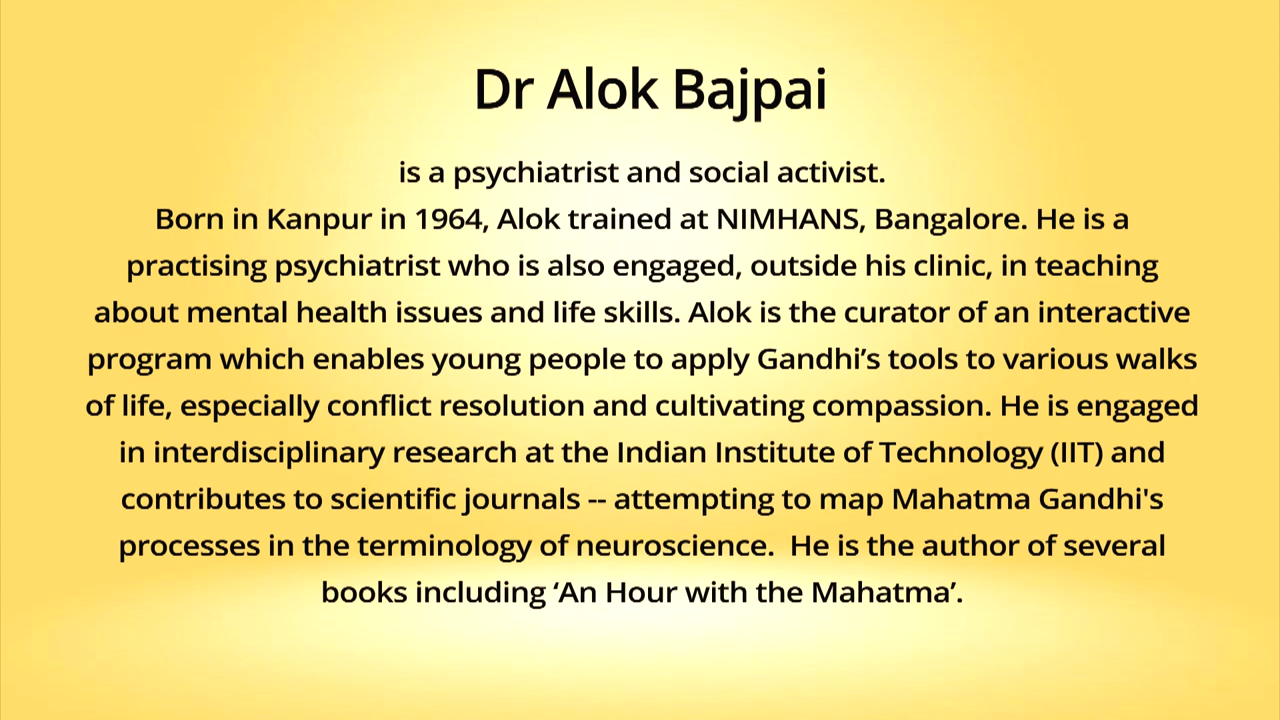 Dr Alok Bajpai
is a psychiatrist and social activist.
Born in Kanpur in 1964, Alok trained at NIMHANS, Bangalore. He is a
practising psychiatrist who is also engaged, outside his clinic, in teaching
about mental health issues and life skills. Alok is the curator of an interactive
program which enables young people to apply Gandhi’s tools to various walks
of life, especially conflict resolution and cultivating compassion. He is engaged
in interdisciplinary research at the Indian Institute of Technology (IIT) and
contributes to scientific journals -- attempting to map Mahatma Gandhi's
processes in the terminology of neuroscience.  He is the author of several
books including ‘An Hour with the Mahatma’.